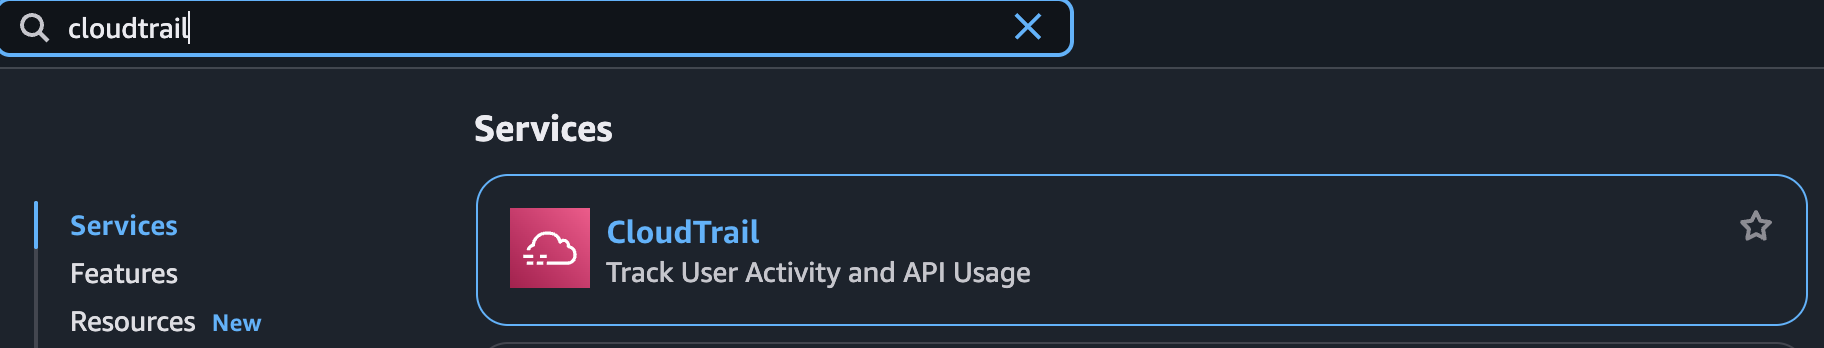 cloudtrail
Services
Services
Features
Resources New
CloudTrail
Track User Activity and API Usage